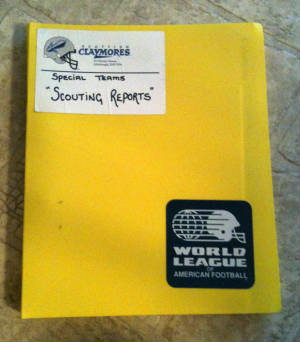 SCOTTISH
CLAYMORES
SPECIAL TEAMS
"SCOUTING REPORTS"
WORLD
LEAGUE
OF
AMERICAN FOOTBALL